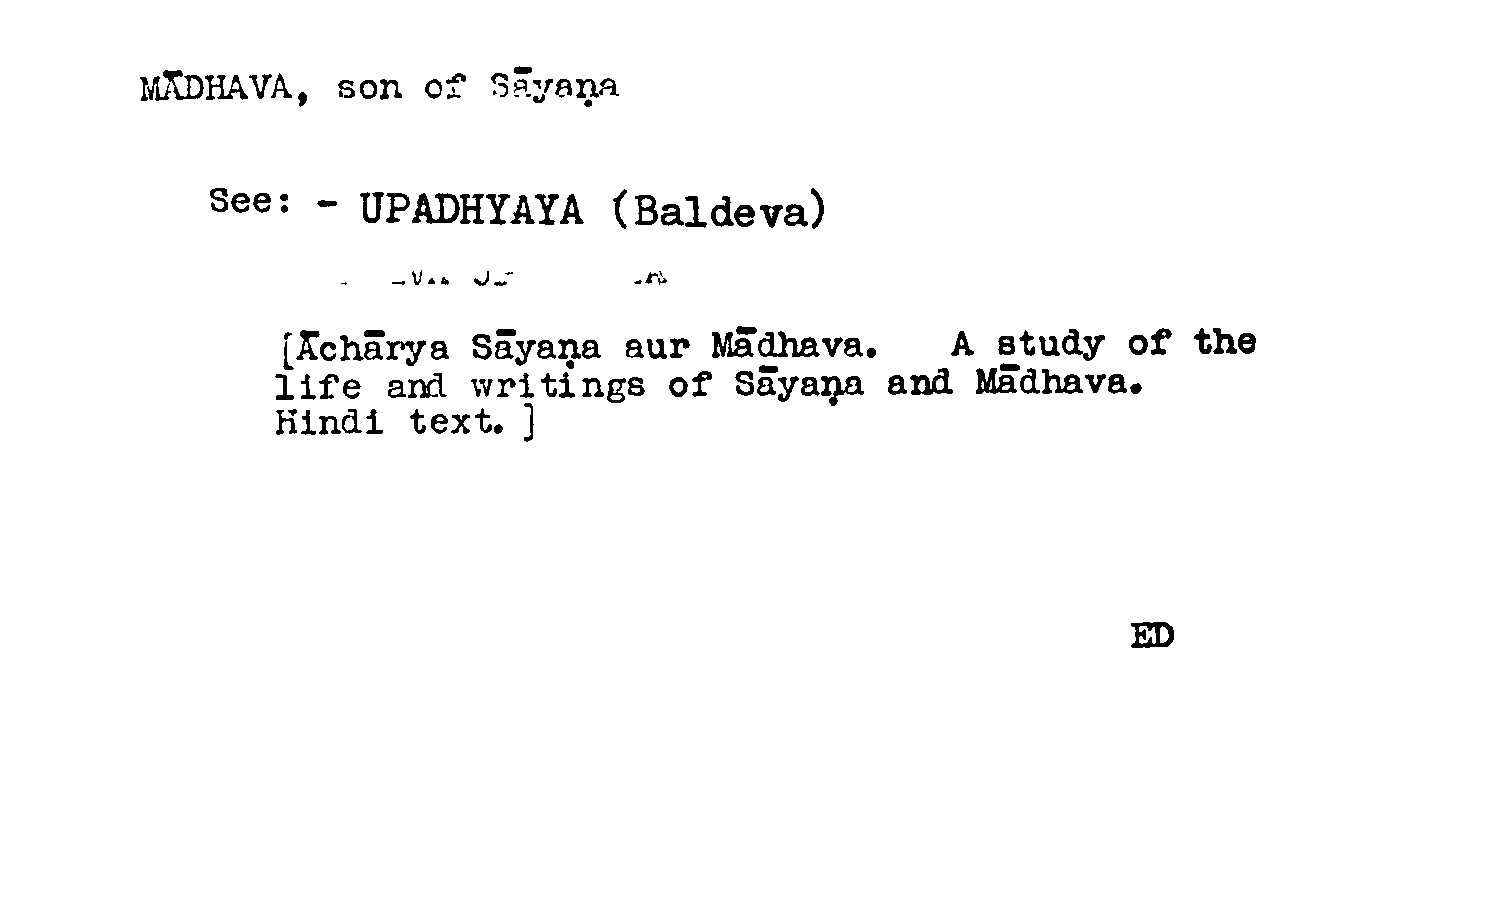 MĀDHAVA, son of Sāyaṇa
See: - UPADHYAYA (Baldeva)
[Āchārya Sāyaṇa aur Mādhava. A study of the
life and writings of Sāyaṇa and Mādhava.
Hindi text.]
ED